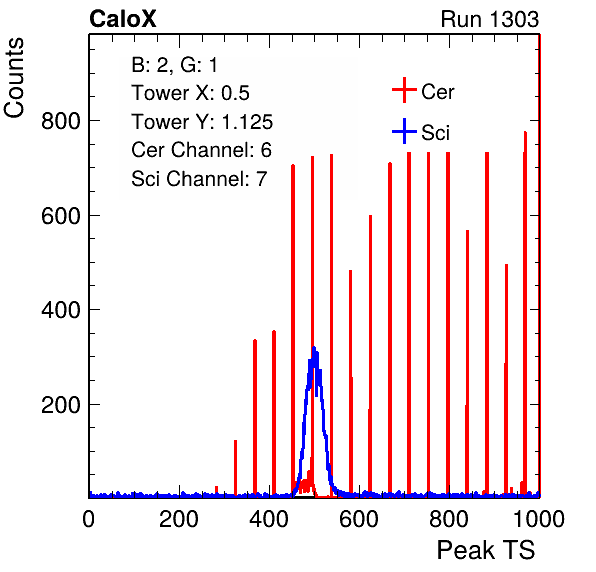 CaloX
Run 1303
Counts
B: 2, G: 1
Tower X: 0.5
Tower Y: 1.125
Cer Channel: 6
Sci Channel: 7
Cer
Sci
800
600
400
200
0 200 400 600 800 1000
Peak TS